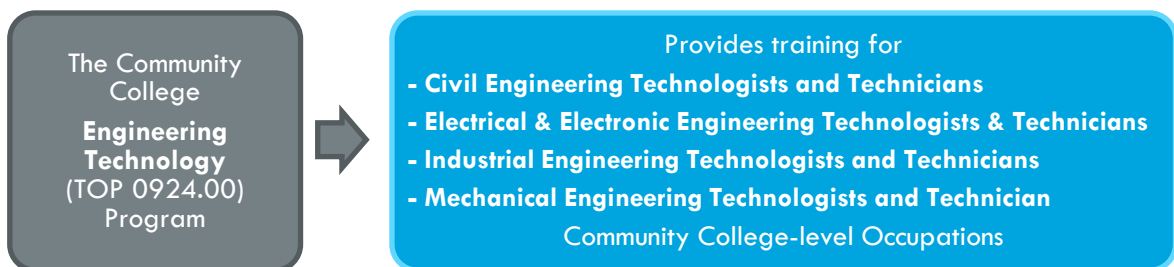 The Community
College
Engineering
Technology
(TOP 0924.00)
Program
Provides training for
- Civil Engineering Technologists and Technicians
- Electrical & Electronic Engineering Technologists & Technicians
- Industrial Engineering Technologists and Technicians
- Mechanical Engineering Technologists and Technician
Community College-level Occupations